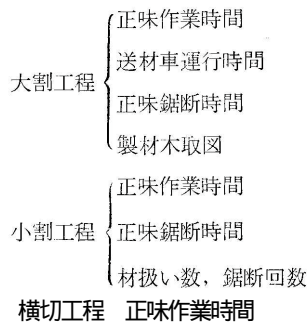 大割工程
正味作業時間
送材車運行時間
正味鋸断時間
製材木取図
小割工程
正味作業時間
正味鋸断時間
材扱い数，鋸断回数
横切工程　正味作業時間